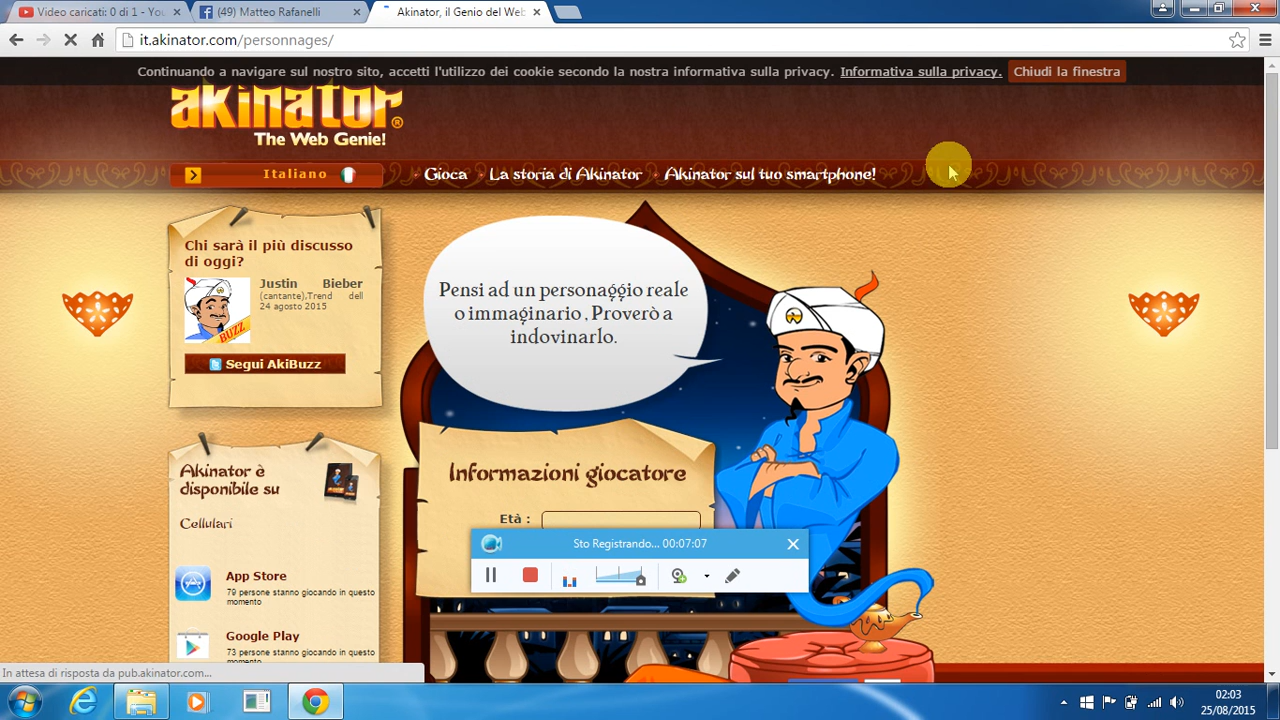 Video caricati: 0 di 1 - You
(49) Matteo Rafanelli
Akinator, il Genio del Web
it.akinator.com/personnages/
Continuando a navigare sul nostro sito, accetti l'utilizzo dei cookie secondo la nostra informativa sulla privacy. Informativa sulla privacy. Chiudi la finestra
akinator®
The Web Genie!
Italiano
· Gioca · La storia di Akinator · Akinator sul tuo smartphone!
Chi sarà il più discusso
di oggi?
Justin Bieber
(cantante),Trend dell
24 agosto 2015
BUZZ
Segui AkiBuzz
Pensi ad un personaggio reale
o immaginario . Proverò a
indovinarlo.
Akinator è
disponibile su
Cellulari
App Store
79 persone stanno giocando in questo
momento
Google Play
73 persone stanno giocando in questo
Informazioni giocatore
Età :
Sto Registrando... 00:07:07
In attesa di risposta da pub.akinator.com...
02:03
25/08/2015